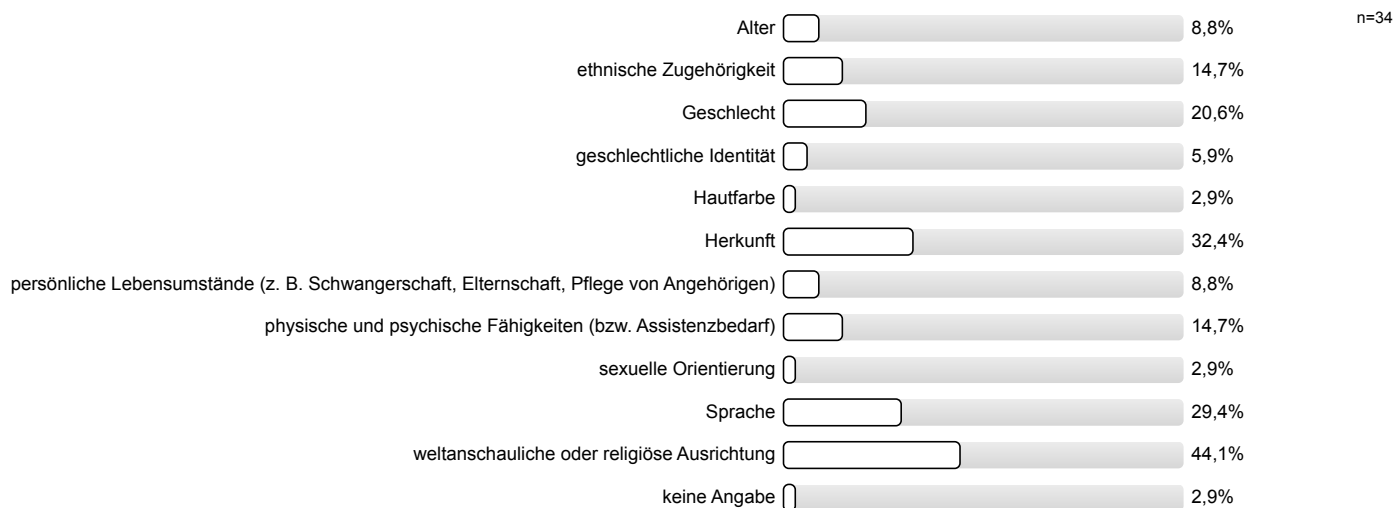 n=34
Alter 8,8%
ethnische Zugehörigkeit 14,7%
Geschlecht 20,6%
geschlechtliche Identität 5,9%
Hautfarbe 2,9%
Herkunft 32,4%
persönliche Lebensumstände (z. B. Schwangerschaft, Elternschaft, Pflege von Angehörigen) 8,8%
physische und psychische Fähigkeiten (bzw. Assistenzbedarf) 14,7%
sexuelle Orientierung 2,9%
Sprache 29,4%
weltanschauliche oder religiöse Ausrichtung 44,1%
keine Angabe 2,9%